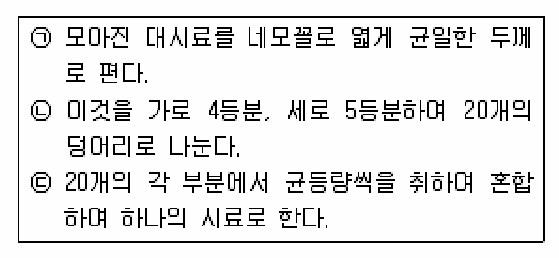 ㉠ 모아진 대시료를 네모꼴로 엷게 균일한 두께
로 편다.
㉡ 이것을 가로 4등분, 세로 5등분하여 20개의
덩어리로 나눈다.
㉢ 20개의 각 부분에서 균등량씩을 취하여 혼합
하여 하나의 시료로 한다.